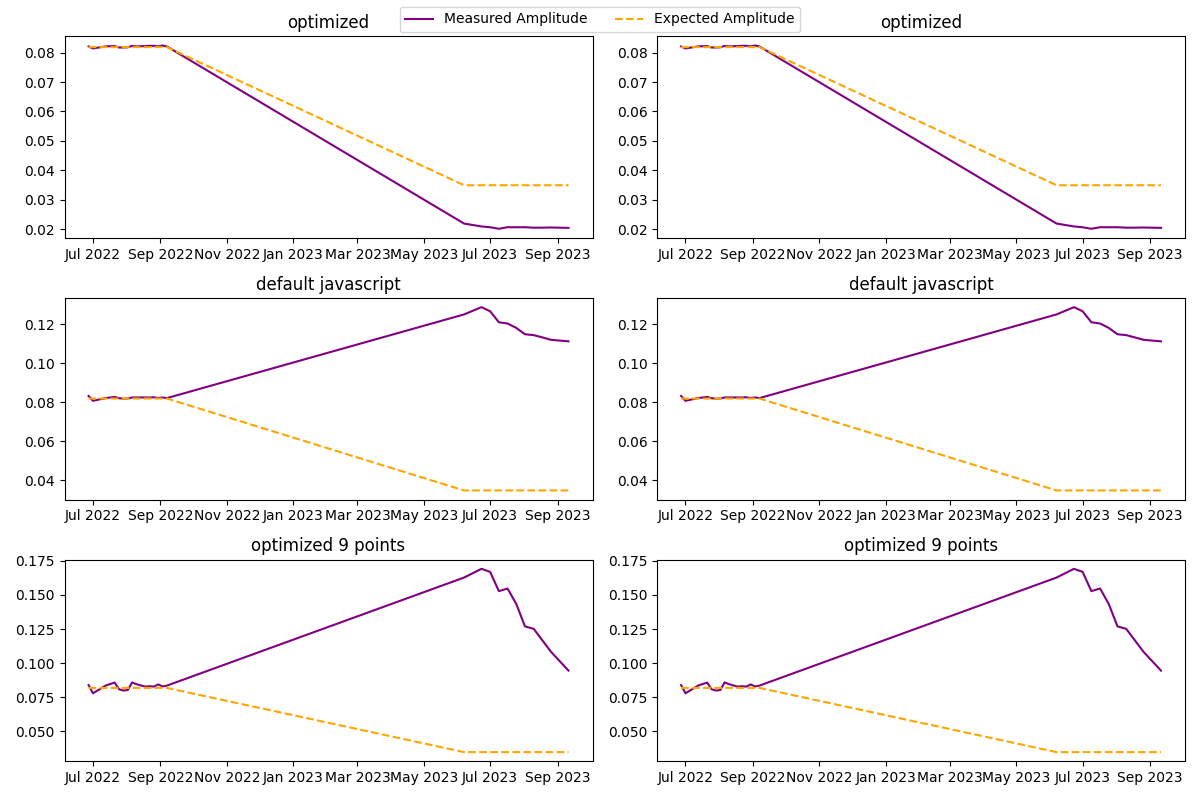 Measured Amplitude Expected Amplitude
optimized optimized
0.08 0.08
0.07 0.07
0.06 0.06
0.05 0.05
0.04 0.04
0.03 0.03
0.02 0.02
Jul 2022 Sep 2022 Nov 2022 Jan 2023 Mar 2023 May 2023 Jul 2023 Sep 2023 Jul 2022 Sep 2022 Nov 2022 Jan 2023 Mar 2023 May 2023 Jul 2023 Sep 2023
default javascript default javascript
0.12 0.12
0.10 0.10
0.08 0.08
0.06 0.06
0.04 0.04
Jul 2022 Sep 2022 Nov 2022 Jan 2023 Mar 2023 May 2023 Jul 2023 Sep 2023 Jul 2022 Sep 2022 Nov 2022 Jan 2023 Mar 2023 May 2023 Jul 2023 Sep 2023
optimized 9 points optimized 9 points
0.175 0.175
0.150 0.150
0.125 0.125
0.100 0.100
0.075 0.075
0.050 0.050
Jul 2022 Sep 2022 Nov 2022 Jan 2023 Mar 2023 May 2023 Jul 2023 Sep 2023 Jul 2022 Sep 2022 Nov 2022 Jan 2023 Mar 2023 May 2023 Jul 2023 Sep 2023